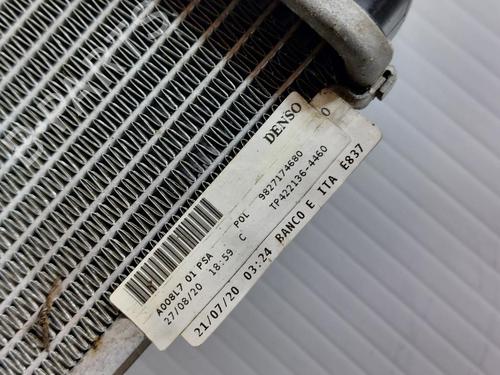 DENSO
POL 9827174680
A008L7 01 PSA
27/08/20 18:59 C TP422136-4460
0
21/07/20 03:24 BANCO E ITA E837